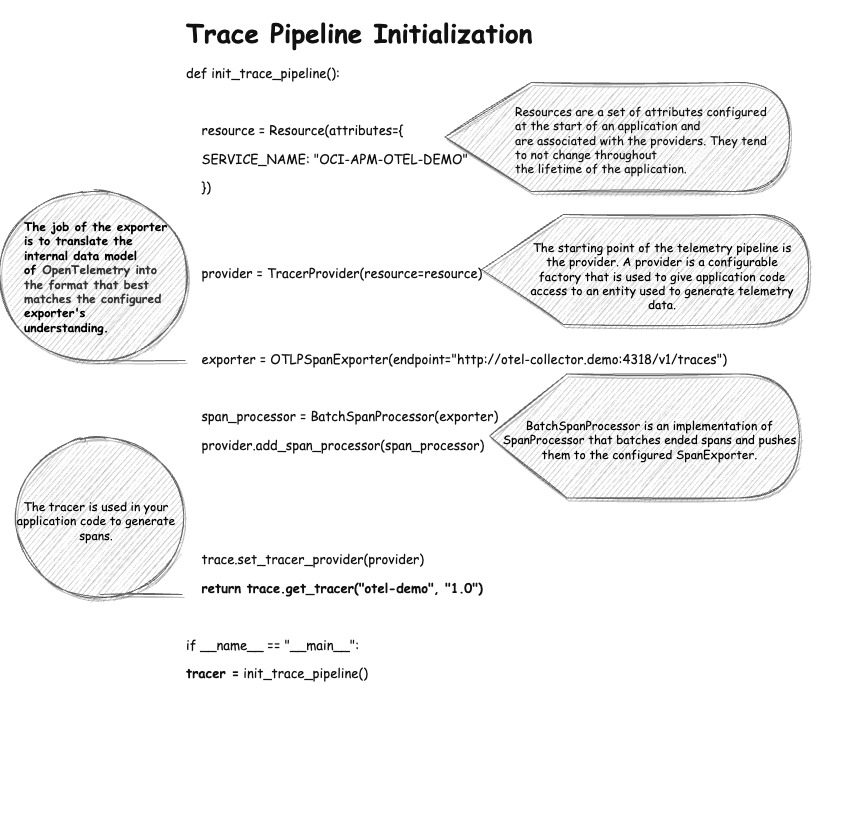 Trace Pipeline Initialization
def init_trace_pipeline():
resource = Resource(attributes={
SERVICE_NAME: "OCI-APM-OTEL-DEMO"
})
Resources are a set of attributes configured
at the start of an application and
are associated with the providers. They tend
to not change throughout
the lifetime of the application.
The job of the exporter
is to translate the
internal data model
of OpenTelemetry into
the format that best
matches the configured
exporter's
understanding.
provider = TracerProvider(resource=resource)
The starting point of the telemetry pipeline is
the provider. A provider is a configurable
factory that is used to give application code
access to an entity used to generate telemetry
data.
exporter = OTLPSpanExporter(endpoint="http://otel-collector.demo:4318/v1/traces")
span_processor = BatchSpanProcessor(exporter)
provider.add_span_processor(span_processor)
BatchSpanProcessor is an implementation of
SpanProcessor that batches ended spans and pushes
them to the configured SpanExporter.
The tracer is used in your
application code to generate
spans.
trace.set_tracer_provider(provider)
return trace.get_tracer("otel-demo", "1.0")
if __name__ == "__main__":
tracer = init_trace_pipeline()